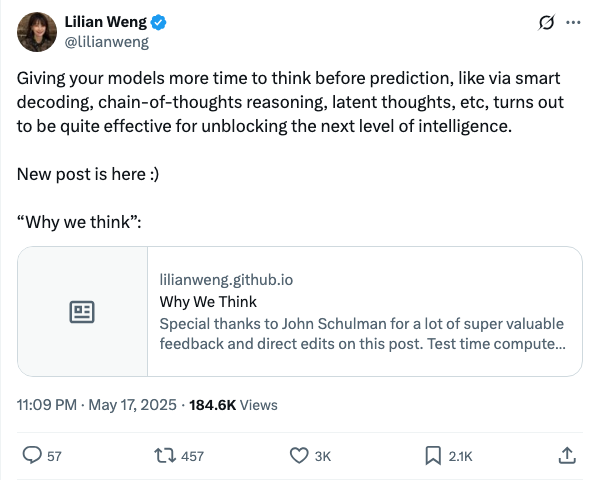 Lilian Weng
@lilianweng
Giving your models more time to think before prediction, like via smart
decoding, chain-of-thoughts reasoning, latent thoughts, etc, turns out
to be quite effective for unblocking the next level of intelligence.
New post is here :)
“Why we think”:
lilianweng.github.io
Why We Think
Special thanks to John Schulman for a lot of super valuable
feedback and direct edits on this post. Test time compute...
11:09 PM · May 17, 2025 · 184.6K Views
57 457 3K 2.1K